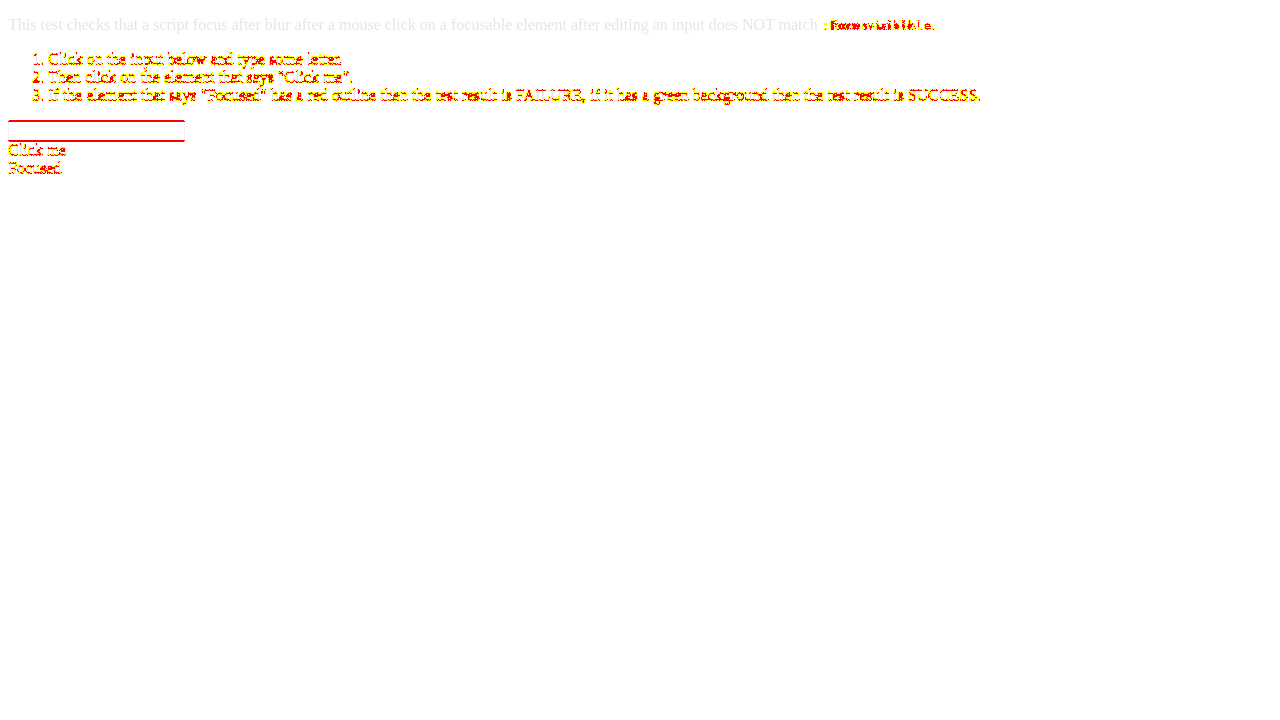 This test checks that a script focus after blur after a mouse click on a focusable element after editing an input does NOT match
1. Click on the input below and type some letter.
2. Then click on the element that says "Click me".
3. If the element that says "Focused" has a red outline then the test result is FAILURE, if it has a green background then the test result is SUCCESS.
Click me
Focused